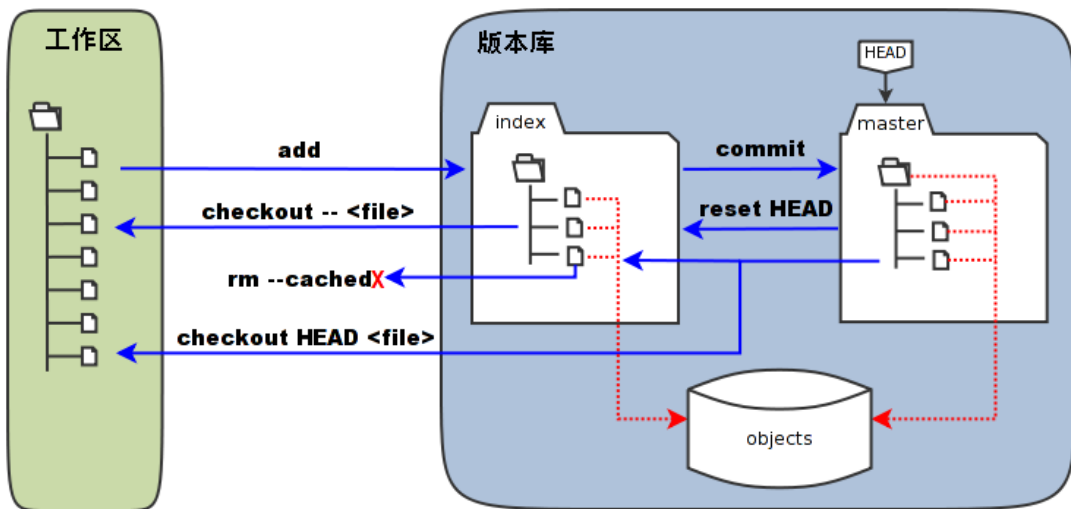 工作区
版本库
HEAD
index
master
add
commit
checkout -- <file>
reset HEAD
rm --cachedX
checkout HEAD <file>
objects